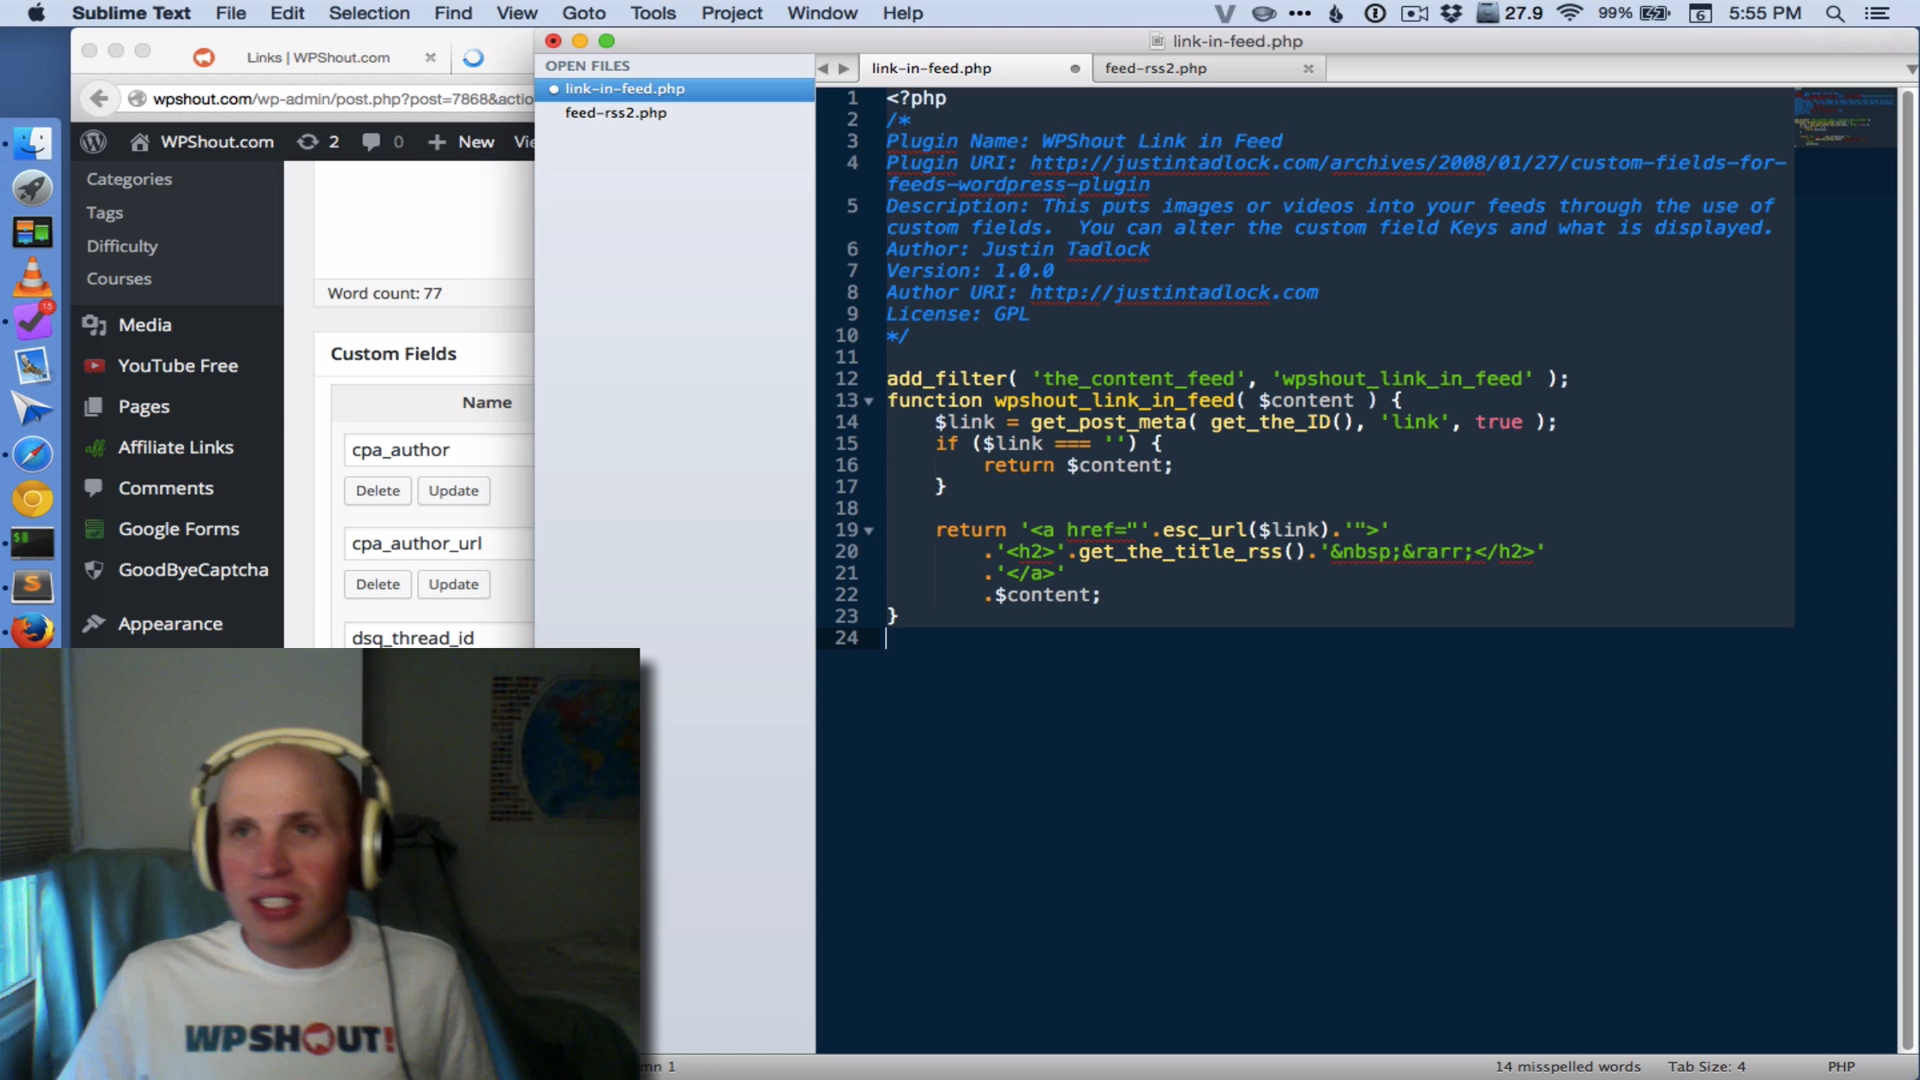 Sublime Text File Edit Selection Find View Goto Tools Project Window Help 27.9 99% 6 5:55 PM
Links | WPShout.com
link-in-feed.php
OPEN FILES
link-in-feed.php
feed-rss2.php
link-in-feed.php
feed-rss2.php
wpshout.com/wp-admin/post.php?post=7868&actio
WPShout.com 2 0 + New Vie
Categories
Tags
Difficulty
Courses
Media
15
YouTube Free
Pages
Affiliate Links
Comments
Google Forms
GoodByeCaptcha
Appearance
Word count: 77
Custom Fields
Name
cpa_author
Delete Update
cpa_author_url
Delete Update
dsq_thread_id
1 <?php
2 /*
3 Plugin Name: WPShout Link in Feed
4 Plugin URI: http://justintadlock.com/archives/2008/01/27/custom-fields-for-
feeds-wordpress-plugin
5 Description: This puts images or videos into your feeds through the use of
custom fields.  You can alter the custom field Keys and what is displayed.
6 Author: Justin Tadlock
7 Version: 1.0.0
8 Author URI: http://justintadlock.com
9 License: GPL
10 */
11
12 add_filter( 'the_content_feed', 'wpshout_link_in_feed' );
13 function wpshout_link_in_feed( $content ) {
14     $link = get_post_meta( get_the_ID(), 'link', true );
15     if ($link === '') {
16         return $content;
17     }
18
19     return '<a href="'.esc_url($link).'">'
20         .'<h2>'.get_the_title_rss().'&nbsp;&rarr;</h2>'
21         .'</a>'
22         .$content;
23 }
24
WPSHOUT!
mn 1
14 misspelled words Tab Size: 4 PHP